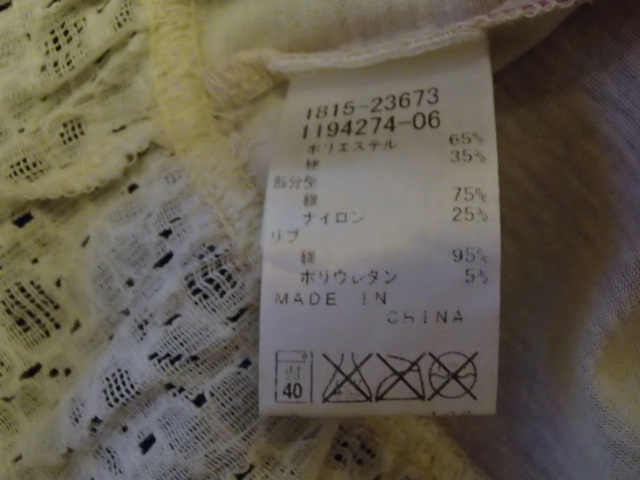 1815-23673
1194274-06
ポリエステル 65%
綿 35%
部分使
綿 75%
ナイロン 25%
リブ
綿 95%
ポリウレタン 5%
MADE IN
CHINA
40